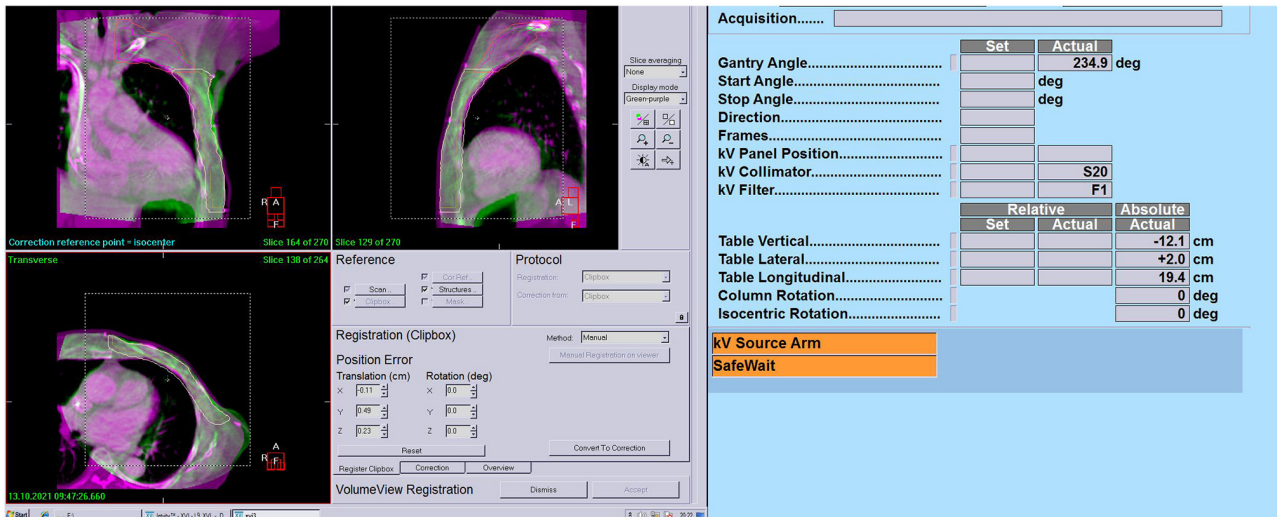 Correction reference point = isocenter
Slice 164 of 270
R A
F
Slice 129 of 270
A L
F
Slice averaging
None
Display mode
Green-purple
Transverse
Slice 138 of 264
A
R F
13.10.2021 09:47:26.660
Reference
Cor.Ref...
Scan...
Structures...
Clipbox...
Mask...
Protocol
Registration:
Clipbox
Correction from:
Clipbox
Registration (Clipbox)
Method:
Manual
Manual Registration on viewer
Position Error
Translation (cm)
Rotation (deg)
X -0.11
X 0.0
Y 0.49
Y 0.0
Z 0.23
Z 0.0
Reset
Convert To Correction
Register Clipbox
Correction
Overview
VolumeView Registration
Dismiss
Accept
Start
20:22
Acquisition......
Set Actual
Gantry Angle................................ 234.9 deg
Start Angle.................................... deg
Stop Angle.................................... deg
Direction........................................
Frames...........................................
kV Panel Position.........................
kV Collimator................................ S20
kV Filter......................................... F1
Relative Absolute
Set Actual Actual
Table Vertical................................ -12.1 cm
Table Lateral................................. +2.0 cm
Table Longitudinal....................... 19.4 cm
Column Rotation........................... 0 deg
Isocentric Rotation....................... 0 deg
kV Source Arm
SafeWait